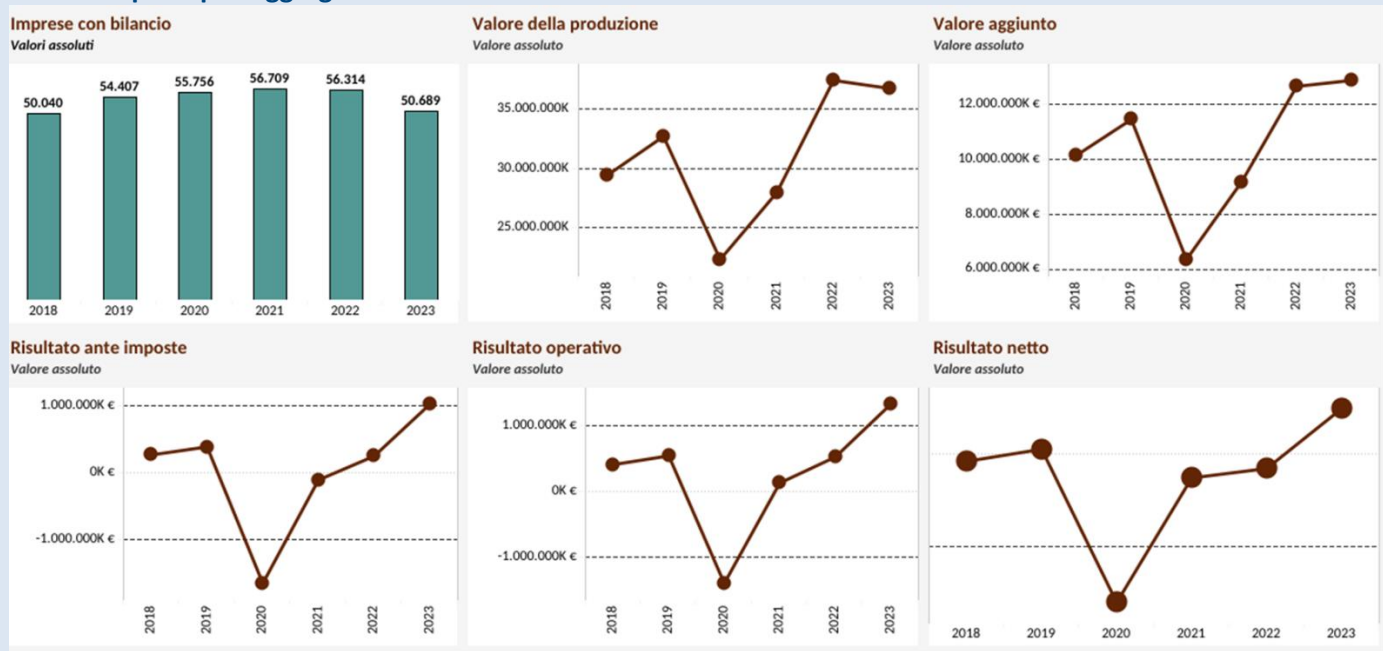 Imprese con bilancio
Valori assoluti
50.040
54.407
55.756
56.709
56.314
50.689
2018
2019
2020
2021
2022
2023
Valore della produzione
Valore assoluto
35.000.000K
30.000.000K
25.000.000K
2018
2019
2020
2021
2022
2023
Valore aggiunto
Valore assoluto
12.000.000K €
10.000.000K €
8.000.000K €
6.000.000K €
2018
2019
2020
2021
2022
2023
Risultato ante imposte
Valore assoluto
1.000.000K €
0K €
-1.000.000K €
2018
2019
2020
2021
2022
2023
Risultato operativo
Valore assoluto
1.000.000K €
0K €
-1.000.000K €
2018
2019
2020
2021
2022
2023
Risultato netto
Valore assoluto
2018
2019
2020
2021
2022
2023